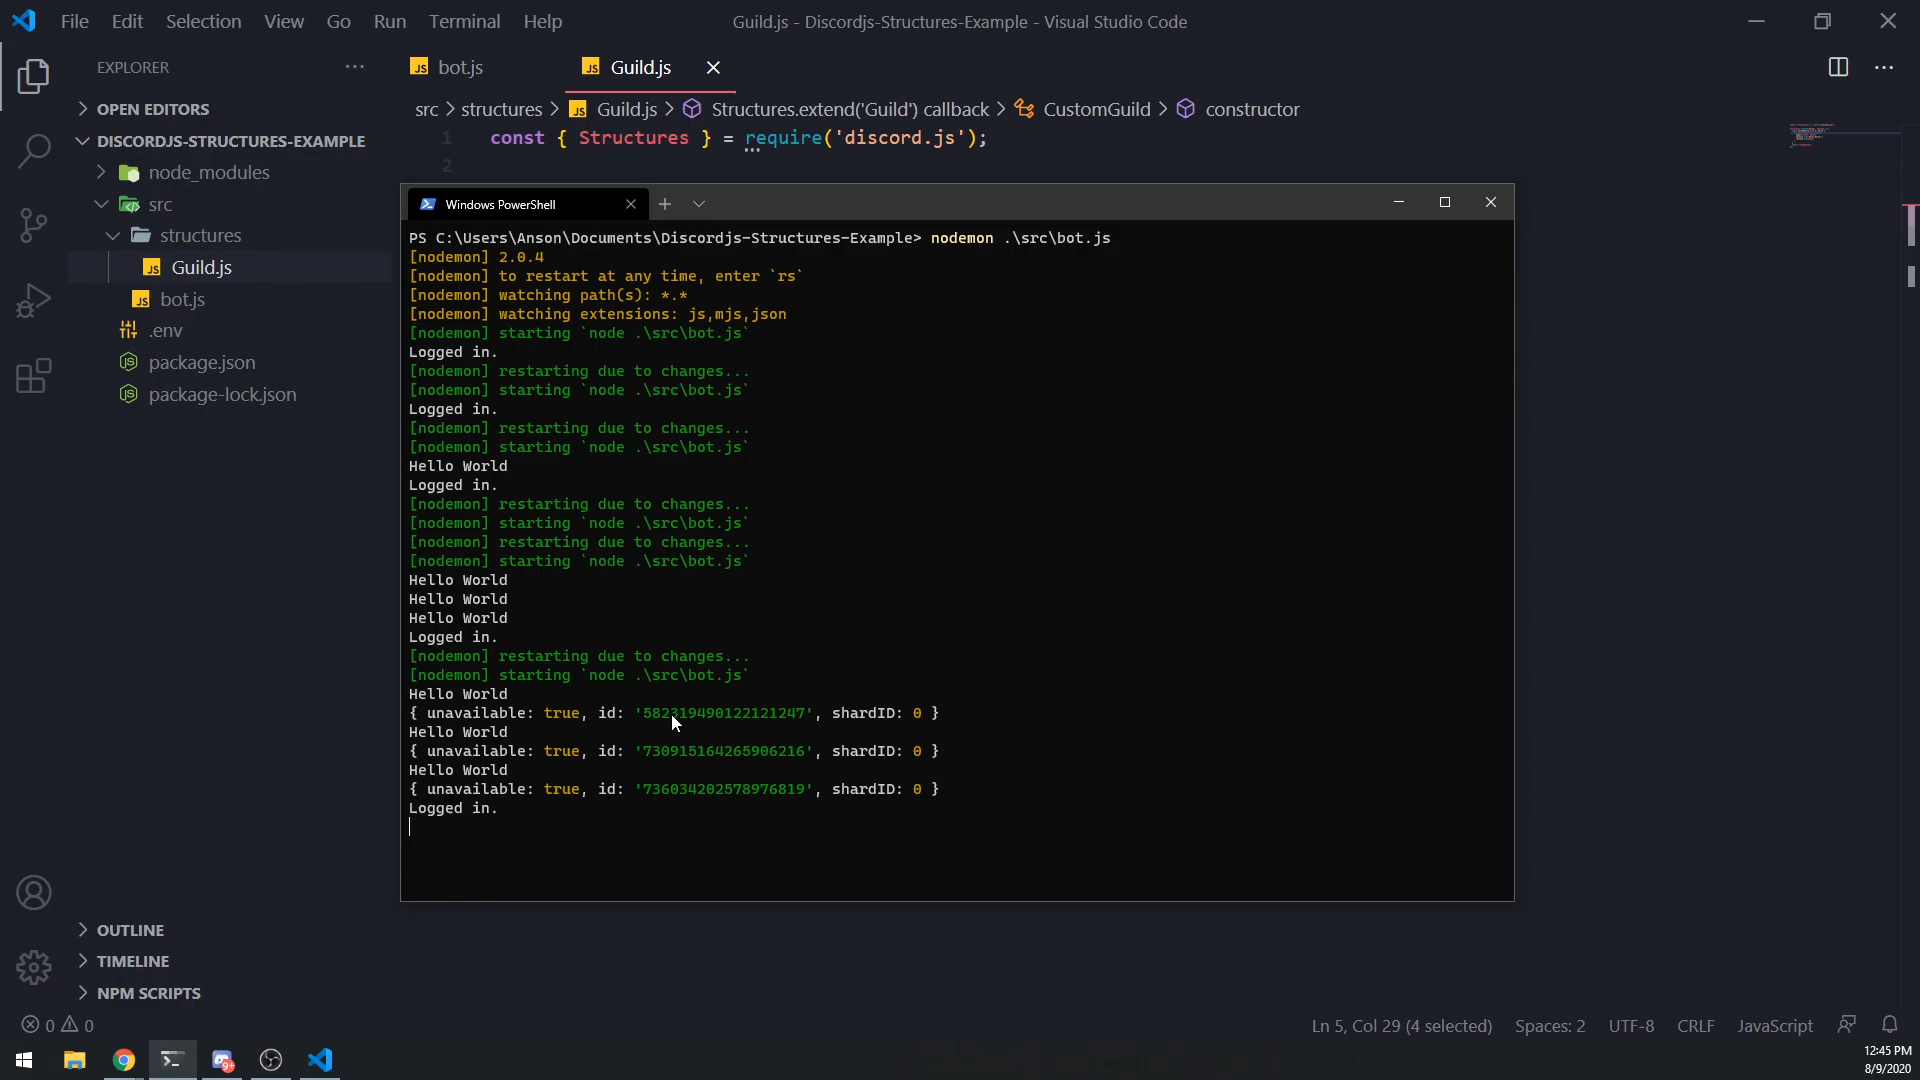 File Edit Selection View Go Run Terminal Help
Guild.js - Discordjs-Structures-Example - Visual Studio Code
EXPLORER
OPEN EDITORS
DISCORDJS-STRUCTURES-EXAMPLE
node_modules
src
structures
Guild.js
bot.js
.env
package.json
package-lock.json
OUTLINE
TIMELINE
NPM SCRIPTS
bot.js
Guild.js
src > structures > Guild.js > Structures.extend('Guild') callback > CustomGuild > constructor
1 const { Structures } = require('discord.js');
2
Windows PowerShell
PS C:\Users\Anson\Documents\Discordjs-Structures-Example> nodemon .\src\bot.js
[nodemon] 2.0.4
[nodemon] to restart at any time, enter `rs`
[nodemon] watching path(s): *.*
[nodemon] watching extensions: js,mjs,json
[nodemon] starting `node .\src\bot.js`
Logged in.
[nodemon] restarting due to changes...
[nodemon] starting `node .\src\bot.js`
Logged in.
[nodemon] restarting due to changes...
[nodemon] starting `node .\src\bot.js`
Hello World
Logged in.
[nodemon] restarting due to changes...
[nodemon] starting `node .\src\bot.js`
[nodemon] restarting due to changes...
[nodemon] starting `node .\src\bot.js`
Hello World
Hello World
Hello World
Logged in.
[nodemon] restarting due to changes...
[nodemon] starting `node .\src\bot.js`
Hello World
{ unavailable: true, id: '582319490122121247', shardID: 0 }
Hello World
{ unavailable: true, id: '730915164265906216', shardID: 0 }
Hello World
{ unavailable: true, id: '736034202578976819', shardID: 0 }
Logged in.
0 0
Ln 5, Col 29 (4 selected) Spaces: 2 UTF-8 CRLF JavaScript
9+
12:45 PM
8/9/2020